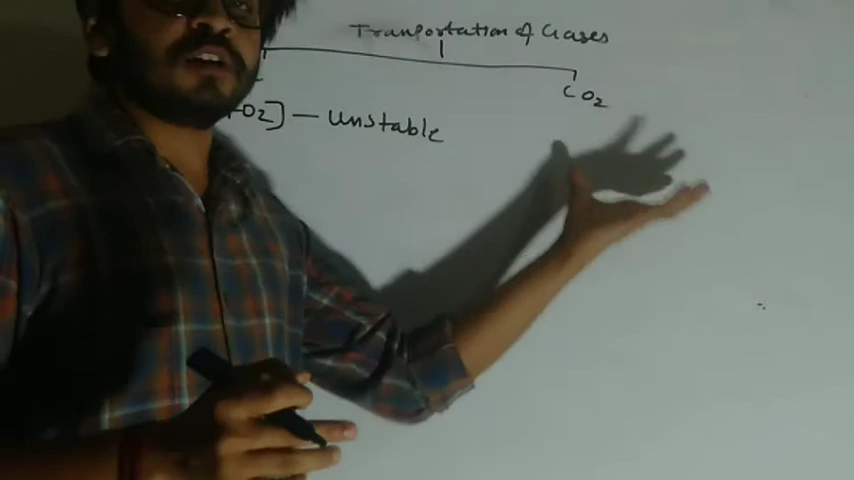 Tranportation of Gases
CO2
+O2] — Unstable